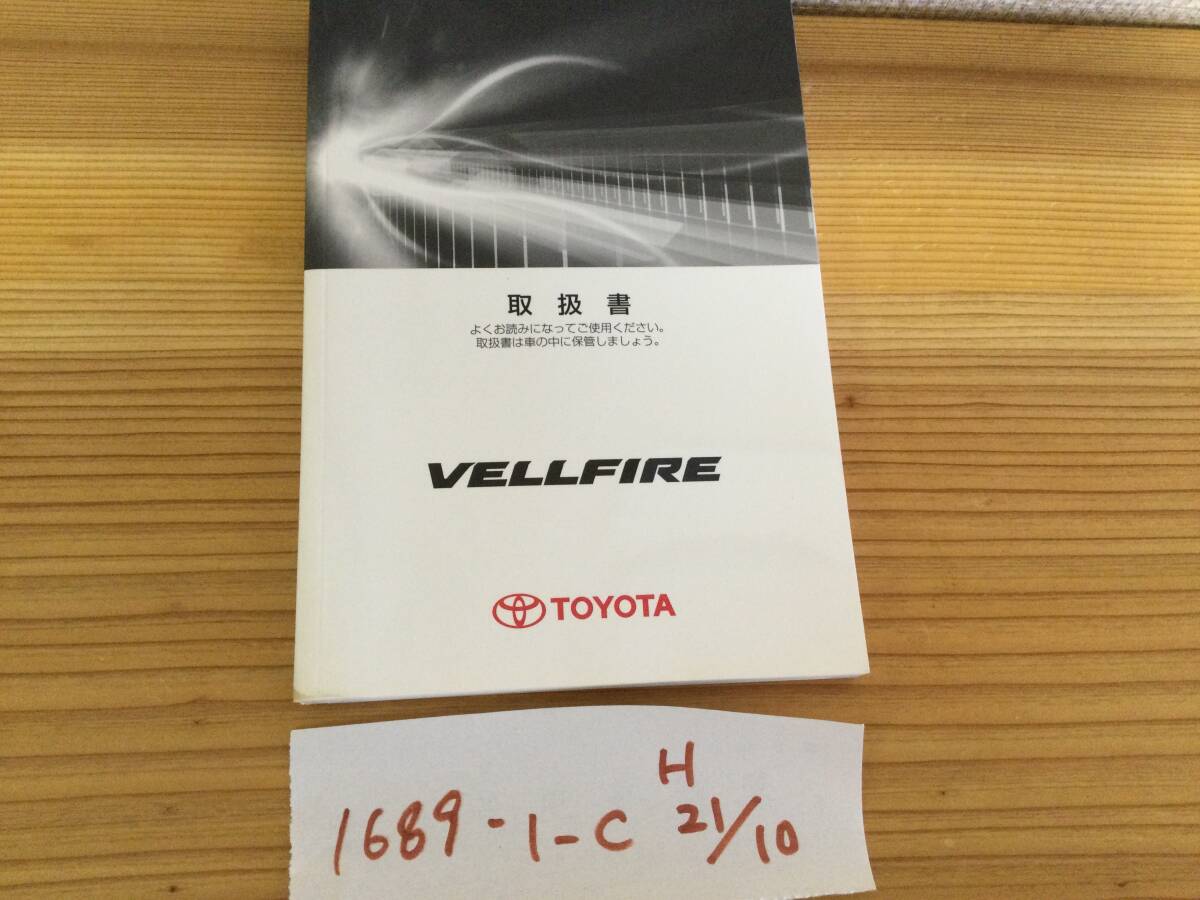 取扱書
よくお読みになってご使用ください。
取扱書は車の中に保管しましょう。
VELLFIRE
TOYOTA
H
1689-1-C 21/10